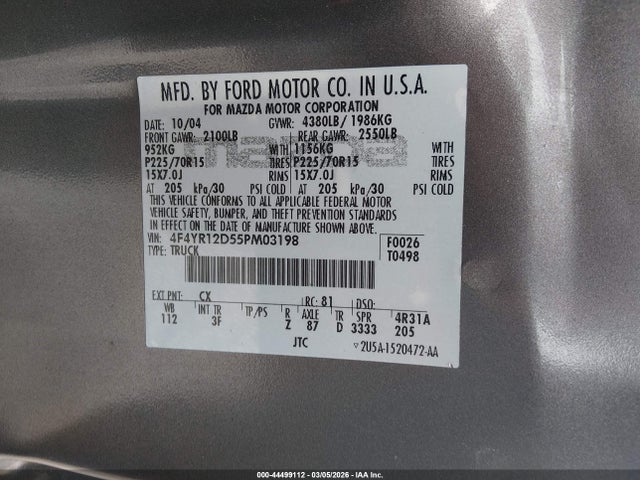 MFD. BY FORD MOTOR CO. IN U.S.A.
FOR MAZDA MOTOR CORPORATION
DATE: 10/04 GVWR: 4380LB/ 1986KG
FRONT GAWR: 2100LB REAR GAWR: 2550LB
952KG WITH 1156KG WITH
mazda
P225/70R15 TIRES P225/70R15 TIRES
15X7.0J RIMS 15X7.0J RIMS
AT 205 kPa/30 PSI COLD AT 205 kPa/30 PSI COLD
THIS VEHICLE CONFORMS TO ALL APPLICABLE FEDERAL MOTOR
VEHICLE SAFETY, BUMPER, AND THEFT PREVENTION STANDARDS
IN EFFECT ON THE DATE OF MANUFACTURE SHOWN ABOVE.
VIN: 4F4YR12D55PM03198 F0026
TYPE: TRUCK T0498
EXT PNT: CX RC: 81 DSO:
WB INT TR TP/PS R AXLE TR SPR 4R31A
112 3F Z 87 D 3333 205
JTC ▽2U5A-1520472-AA
000-44499112 | 03/05/2026 - IAA Inc.